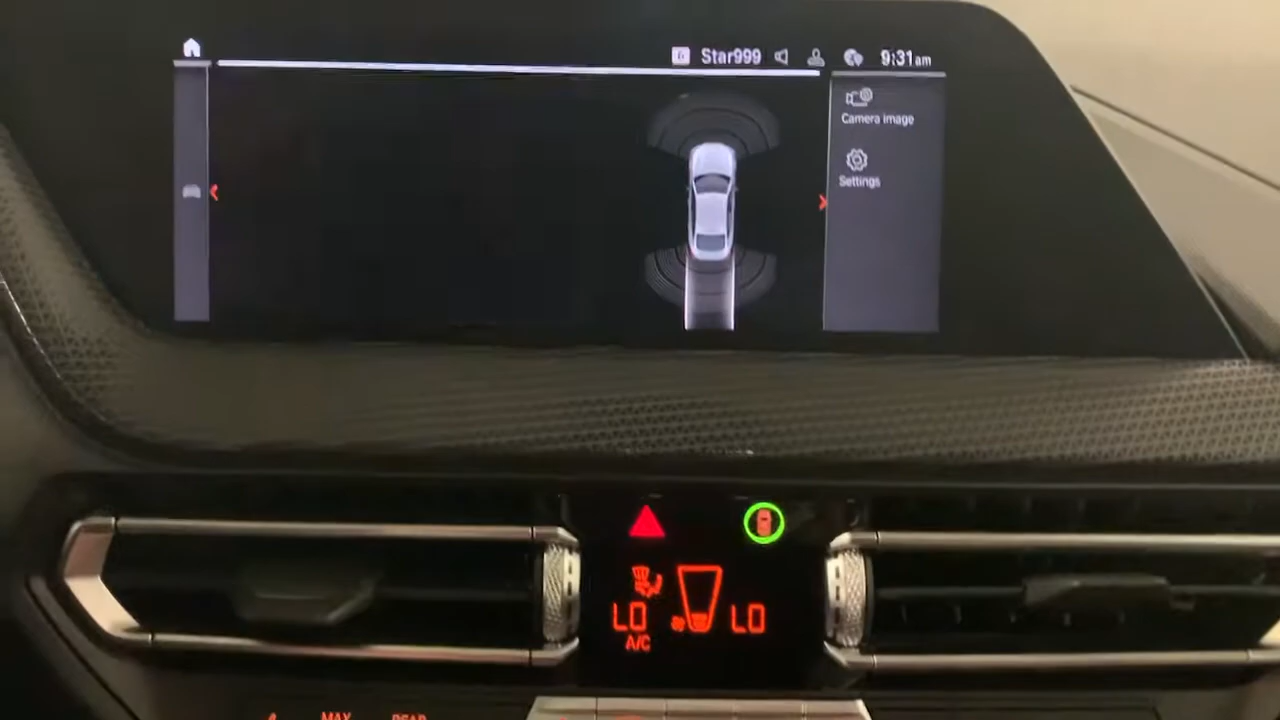 Star999
9:31am
Camera image
Settings
LO
LO
A/C
MAX
REAR